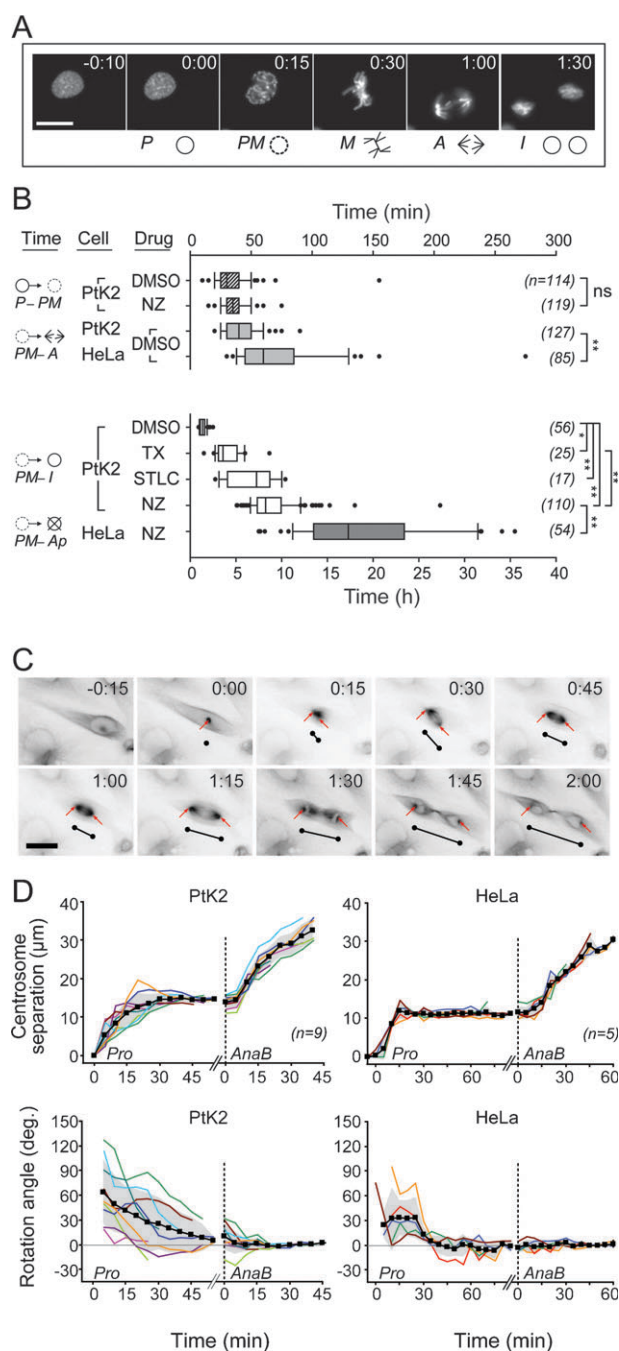 A
-0:10 0:00 0:15 0:30 1:00 1:30
P PM M A I
B
Time (min)
0 50 100 150 200 250 300
Time Cell Drug
P–PM PtK2 DMSO (n=114)
NZ (119) ns
PM–A PtK2 DMSO (127)
HeLa (85) **
PM–I PtK2 DMSO (56)
TX (25) *
STLC (17) **
NZ (110) ** **
PM–Ap HeLa NZ (54) **
0 5 10 15 20 25 30 35 40
Time (h)
C
-0:15 0:00 0:15 0:30 0:45
1:00 1:15 1:30 1:45 2:00
D
PtK2 HeLa
Centrosome separation (µm)
40 30 20 10 0
Pro AnaB (n=9)
0 15 30 45 0 15 30 45
40 30 20 10 0
Pro AnaB (n=5)
0 30 60 0 30 60
PtK2 HeLa
Rotation angle (deg.)
150 120 90 60 30 0 -30
Pro AnaB
0 15 30 45 0 15 30 45
150 120 90 60 30 0 -30
Pro AnaB
0 30 60 0 30 60
Time (min) Time (min)